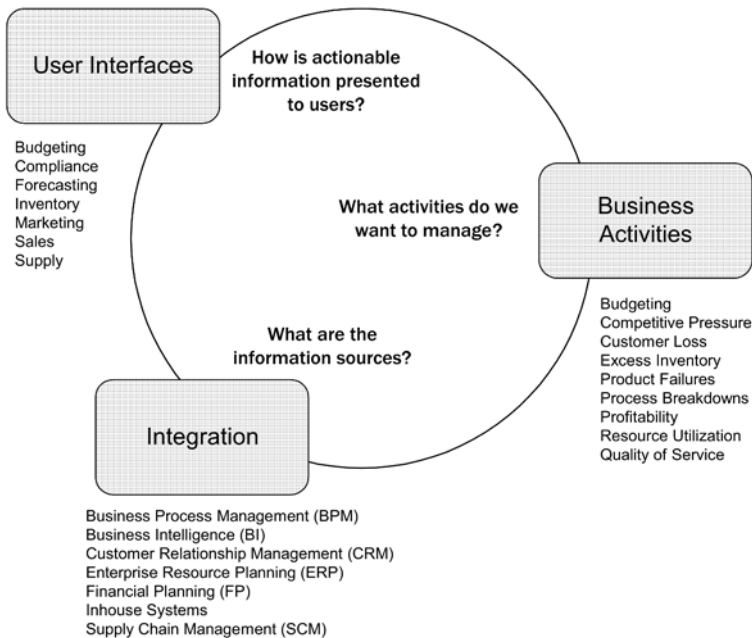 User Interfaces
How is actionable
information presented
to users?
Budgeting
Compliance
Forecasting
Inventory
Marketing
Sales
Supply
What activities do we
want to manage?
Business
Activities
Budgeting
Competitive Pressure
Customer Loss
Excess Inventory
Product Failures
Process Breakdowns
Profitability
Resource Utilization
Quality of Service
What are the
information sources?
Integration
Business Process Management (BPM)
Business Intelligence (BI)
Customer Relationship Management (CRM)
Enterprise Resource Planning (ERP)
Financial Planning (FP)
Inhouse Systems
Supply Chain Management (SCM)